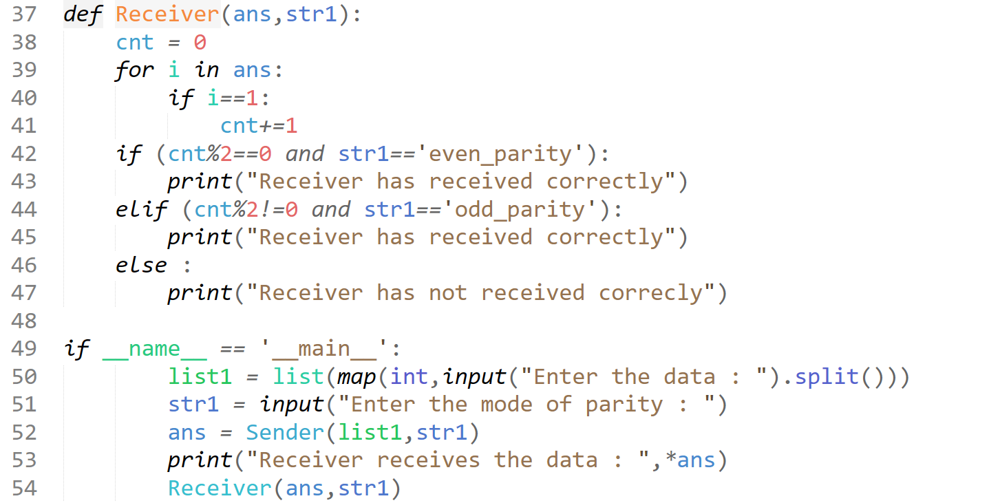 37 def Receiver(ans,str1):
38     cnt = 0
39     for i in ans:
40         if i==1:
41             cnt+=1
42     if (cnt%2==0 and str1=='even_parity'):
43         print("Receiver has received correctly")
44     elif (cnt%2!=0 and str1=='odd_parity'):
45         print("Receiver has received correctly")
46     else :
47         print("Receiver has not received correcly")
48
49 if __name__ == '__main__':
50         list1 = list(map(int,input("Enter the data : ").split()))
51         str1 = input("Enter the mode of parity : ")
52         ans = Sender(list1,str1)
53         print("Receiver receives the data : ",*ans)
54         Receiver(ans,str1)